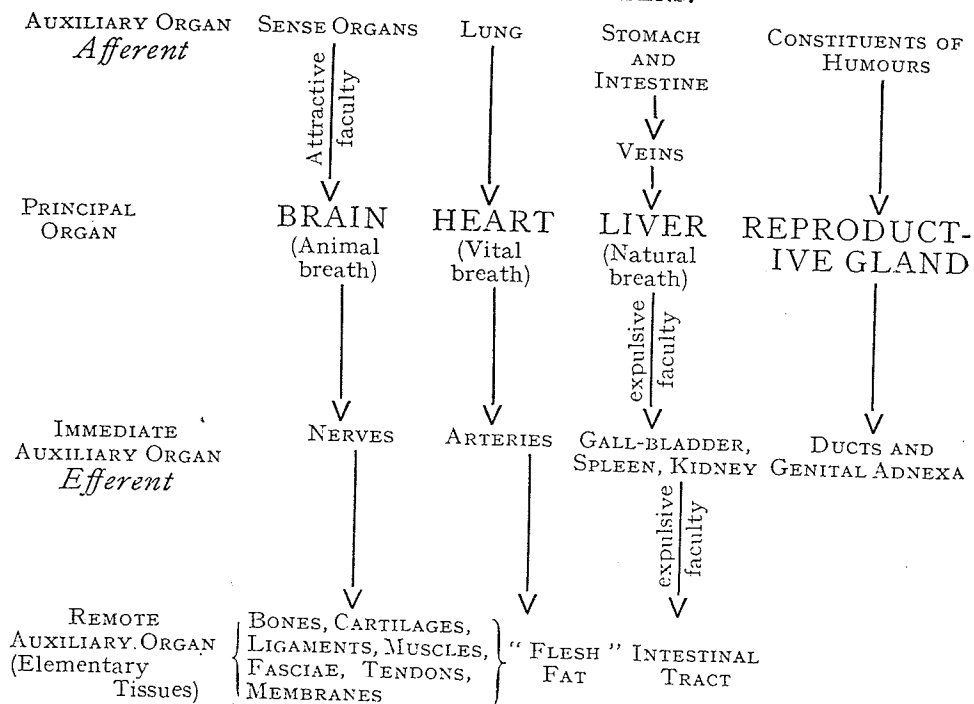 AUXILIARY ORGAN
Afferent
SENSE ORGANS
LUNG
STOMACH
AND
INTESTINE
CONSTITUENTS OF
HUMOURS
Attractive
faculty
VEINS
PRINCIPAL
ORGAN
BRAIN
(Animal
breath)
HEART
(Vital
breath)
LIVER
(Natural
breath)
REPRODUCT-
IVE GLAND
expulsive
faculty
IMMEDIATE
AUXILIARY ORGAN
Efferent
NERVES
ARTERIES
GALL-BLADDER,
SPLEEN, KIDNEY
DUCTS AND
GENITAL ADNEXA
expulsive
faculty
REMOTE
AUXILIARY ORGAN
(Elementary
Tissues)
BONES, CARTILAGES,
LIGAMENTS, MUSCLES,
FASCIAE, TENDONS,
MEMBRANES
"FLESH"
FAT
INTESTINAL
TRACT